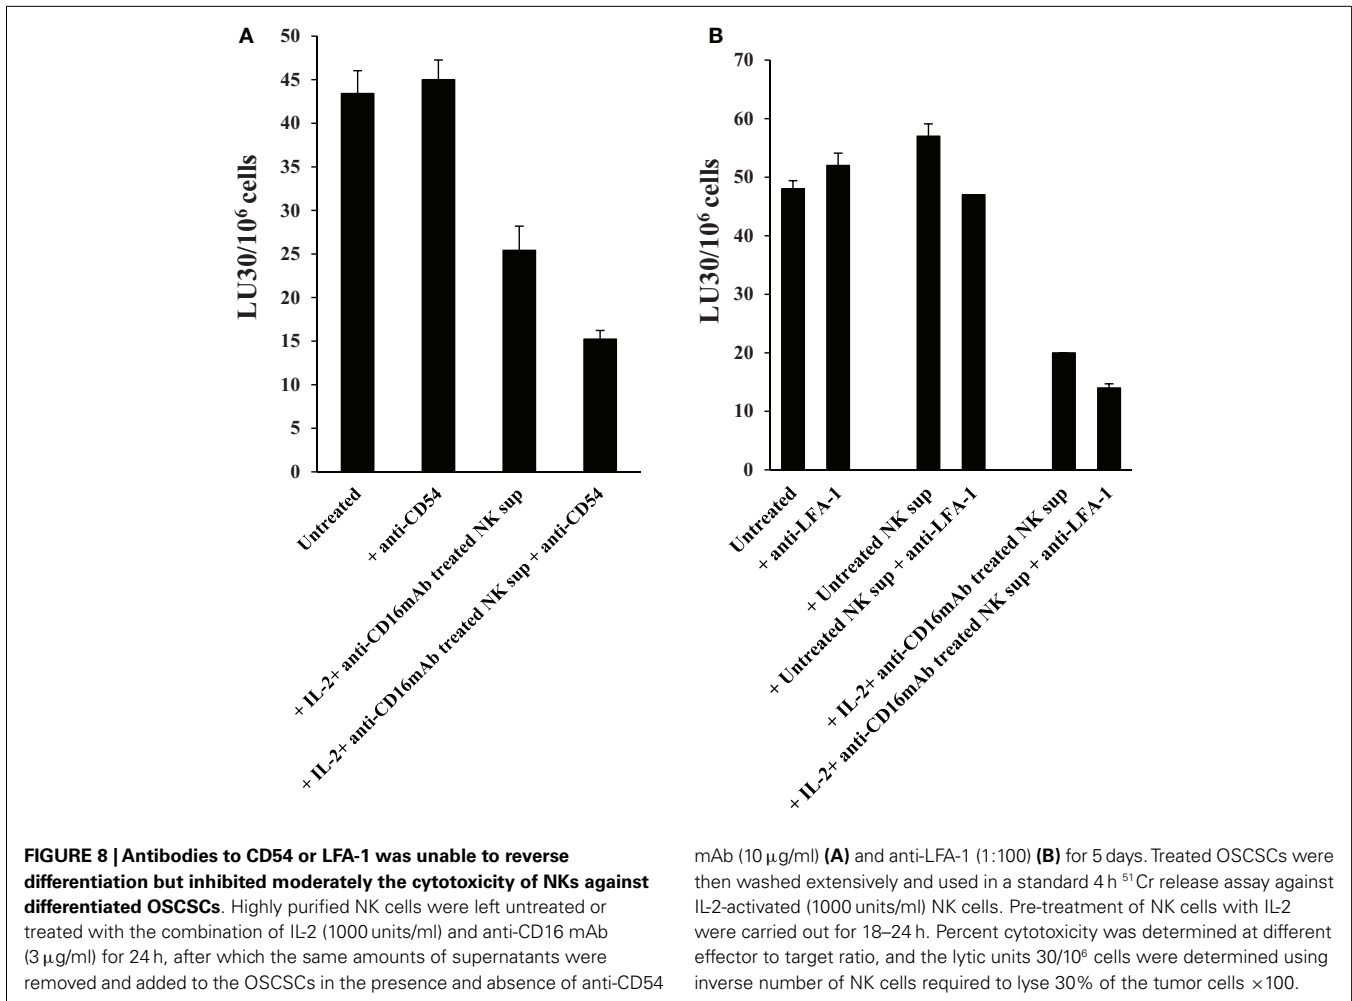 A
50
45
40
35
30
25
20
15
10
5
0
LU30/10⁶ cells
Untreated
+ anti-CD54
+ IL-2+ anti-CD16mAb treated NK sup
+ IL-2+ anti-CD16mAb treated NK sup + anti-CD54
B
70
60
50
40
30
20
10
0
LU30/10⁶ cells
Untreated
+ anti-LFA-1
+ Untreated NK sup
+ Untreated NK sup + anti-LFA-1
+ IL-2+ anti-CD16mAb treated NK sup
+ IL-2+ anti-CD16mAb treated NK sup + anti-LFA-1
FIGURE 8 | Antibodies to CD54 or LFA-1 was unable to reverse
differentiation but inhibited moderately the cytotoxicity of NKs against
differentiated OSCSCs. Highly purified NK cells were left untreated or
treated with the combination of IL-2 (1000 units/ml) and anti-CD16 mAb
(3 μg/ml) for 24 h, after which the same amounts of supernatants were
removed and added to the OSCSCs in the presence and absence of anti-CD54
mAb (10 μg/ml) (A) and anti-LFA-1 (1:100) (B) for 5 days. Treated OSCSCs were
then washed extensively and used in a standard 4 h ⁵¹Cr release assay against
IL-2-activated (1000 units/ml) NK cells. Pre-treatment of NK cells with IL-2
were carried out for 18–24 h. Percent cytotoxicity was determined at different
effector to target ratio, and the lytic units 30/10⁶ cells were determined using
inverse number of NK cells required to lyse 30% of the tumor cells ×100.